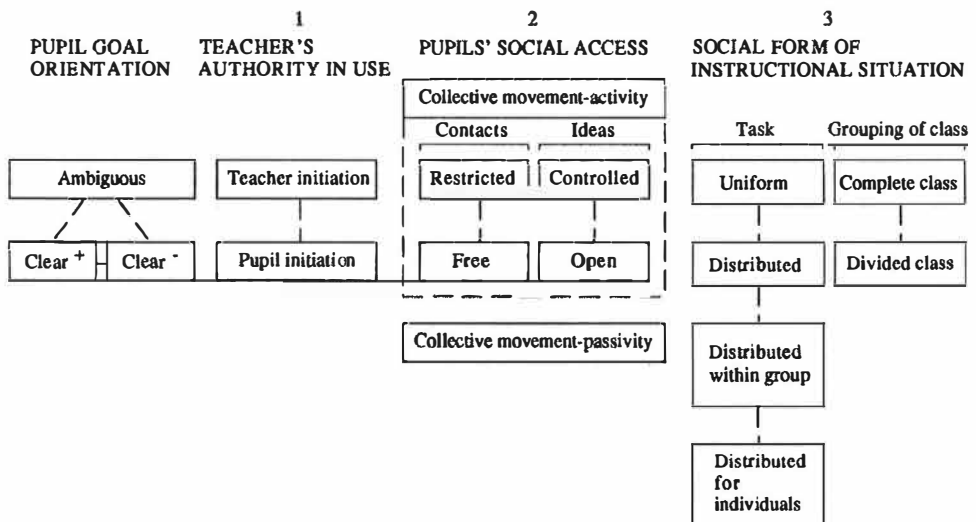 1
2
3
PUPIL GOAL
ORIENTATION
TEACHER'S
AUTHORITY IN USE
PUPILS' SOCIAL ACCESS
SOCIAL FORM OF
INSTRUCTIONAL SITUATION
Collective movement-activity
Contacts
Ideas
Task
Grouping of class
Ambiguous
Teacher initiation
Restricted
Controlled
Uniform
Complete class
Clear +
Clear -
Pupil initiation
Free
Open
Distributed
Divided class
Collective movement-passivity
Distributed
within group
Distributed
for
individuals